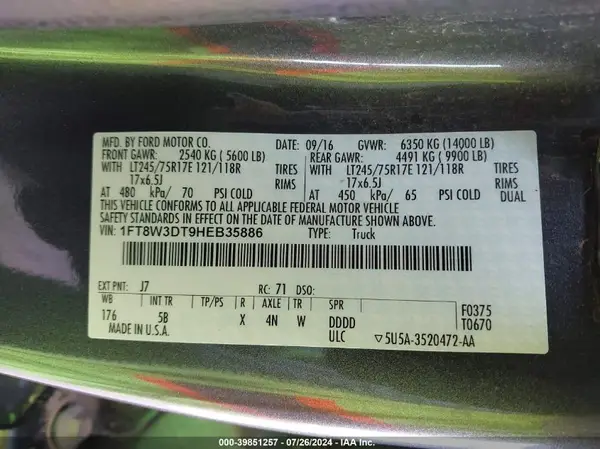 MFD. BY FORD MOTOR CO. DATE: 09/16 GVWR: 6350 KG (14000 LB)
FRONT GAWR: 2540 KG (5600 LB) REAR GAWR: 4491 KG (9900 LB)
WITH LT245/75R17E 121/118R TIRES WITH LT245/75R17E 121/118R TIRES
17x6.5J RIMS 17x6.5J RIMS
AT 480 kPa/ 70 PSI COLD AT 450 kPa/ 65 PSI COLD DUAL
THIS VEHICLE CONFORMS TO ALL APPLICABLE FEDERAL MOTOR VEHICLE
SAFETY STANDARDS IN EFFECT ON THE DATE OF MANUFACTURE SHOWN ABOVE.
VIN: 1FT8W3DT9HEB35886 TYPE: Truck
EXT PNT: J7 RC: 71 DSO:
WB INT TR TP/PS R AXLE TR SPR F0375
176 5B X 4N W DDDD T0670
MADE IN U.S.A. ULC ▽5U5A-3520472-AA
000-39851257 | 07/26/2024 | IAA Inc.